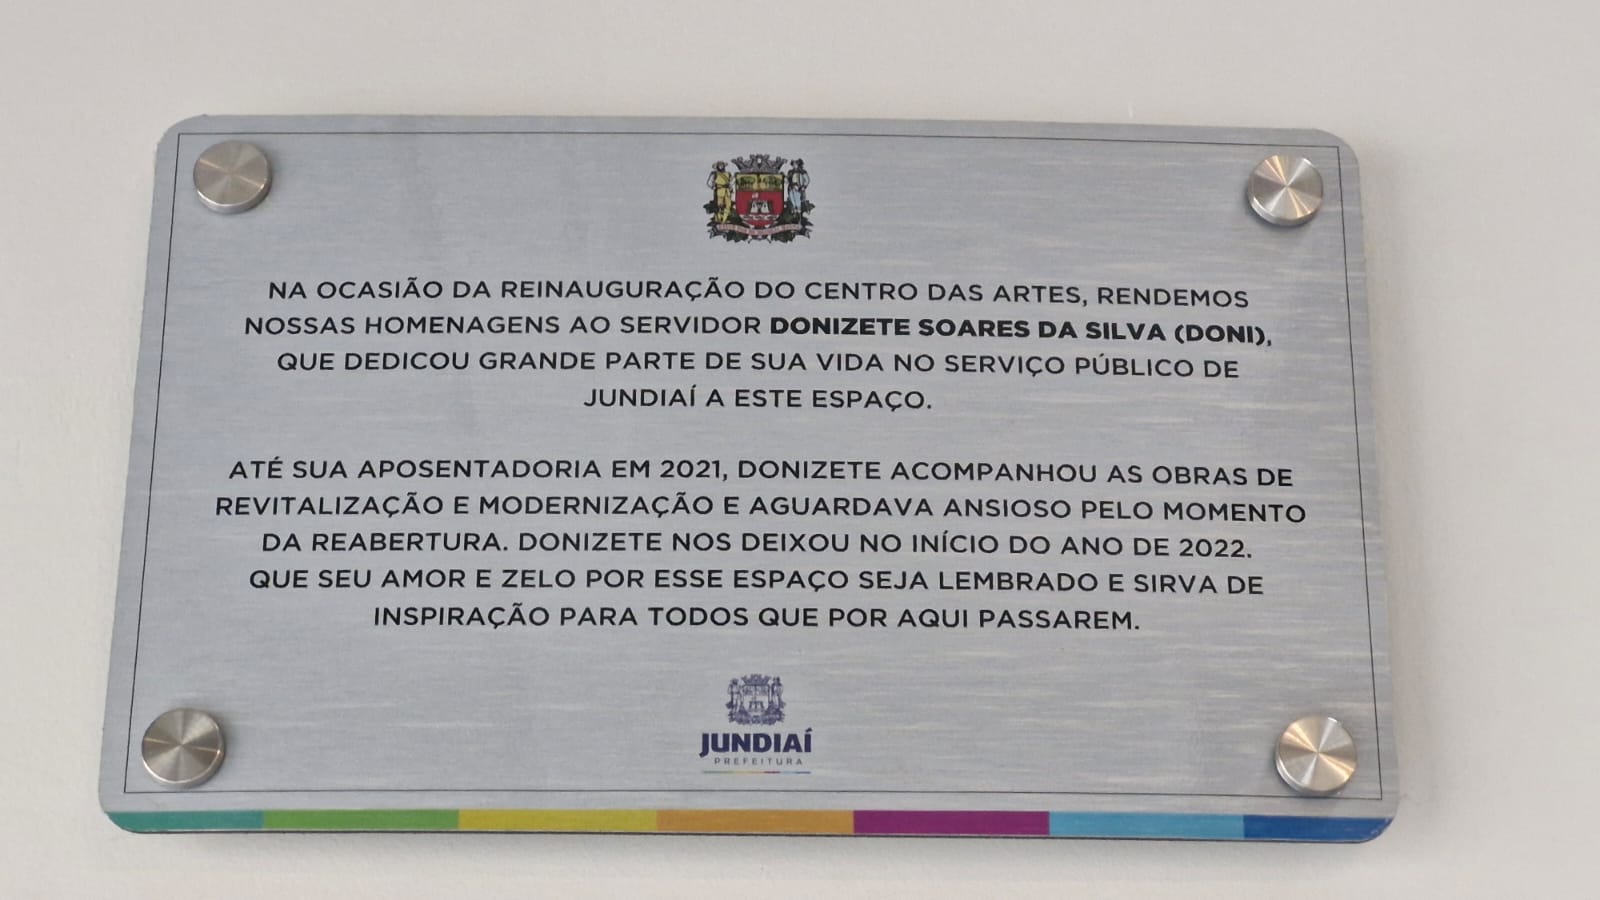 NA OCASIÃO DA REINAUGURAÇÃO DO CENTRO DAS ARTES, RENDEMOS
NOSSAS HOMENAGENS AO SERVIDOR DONIZETE SOARES DA SILVA (DONI),
QUE DEDICOU GRANDE PARTE DE SUA VIDA NO SERVIÇO PÚBLICO DE
JUNDIAÍ A ESTE ESPAÇO.
ATÉ SUA APOSENTADORIA EM 2021, DONIZETE ACOMPANHOU AS OBRAS DE
REVITALIZAÇÃO E MODERNIZAÇÃO E AGUARDAVA ANSIOSO PELO MOMENTO
DA REABERTURA. DONIZETE NOS DEIXOU NO INÍCIO DO ANO DE 2022.
QUE SEU AMOR E ZELO POR ESSE ESPAÇO SEJA LEMBRADO E SIRVA DE
INSPIRAÇÃO PARA TODOS QUE POR AQUI PASSAREM.
JUNDIAÍ
PREFEITURA